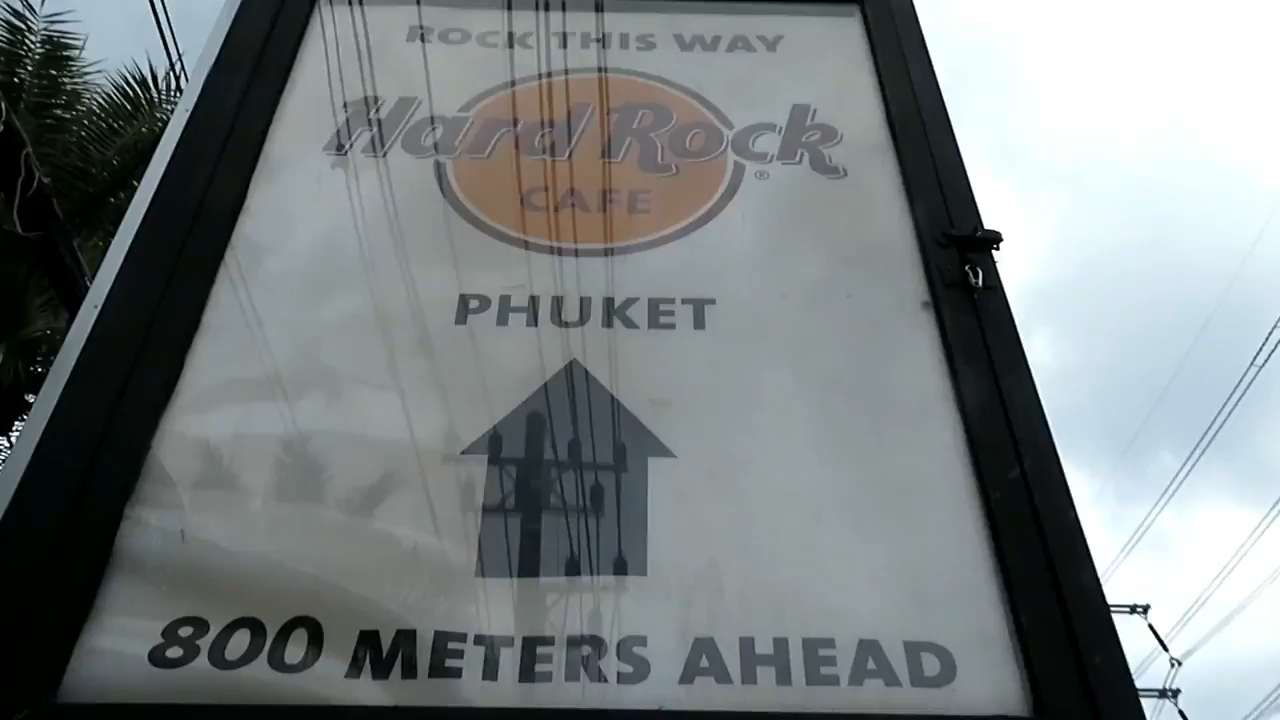 ROCK THIS WAY
Hard Rock
CAFE
PHUKET
800 METERS AHEAD